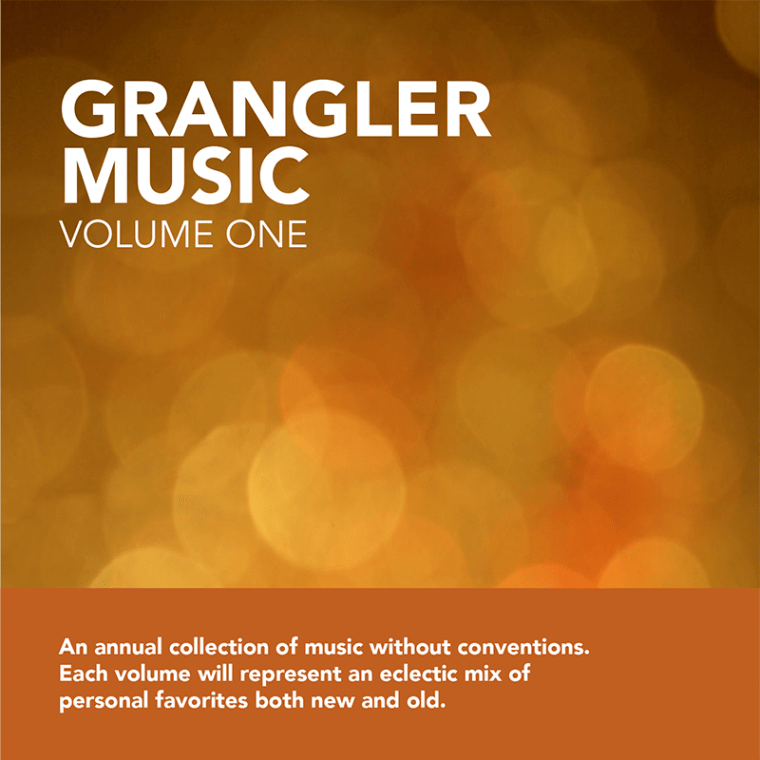 GRANGLER
MUSIC
VOLUME ONE
An annual collection of music without conventions.
Each volume will represent an eclectic mix of
personal favorites both new and old.